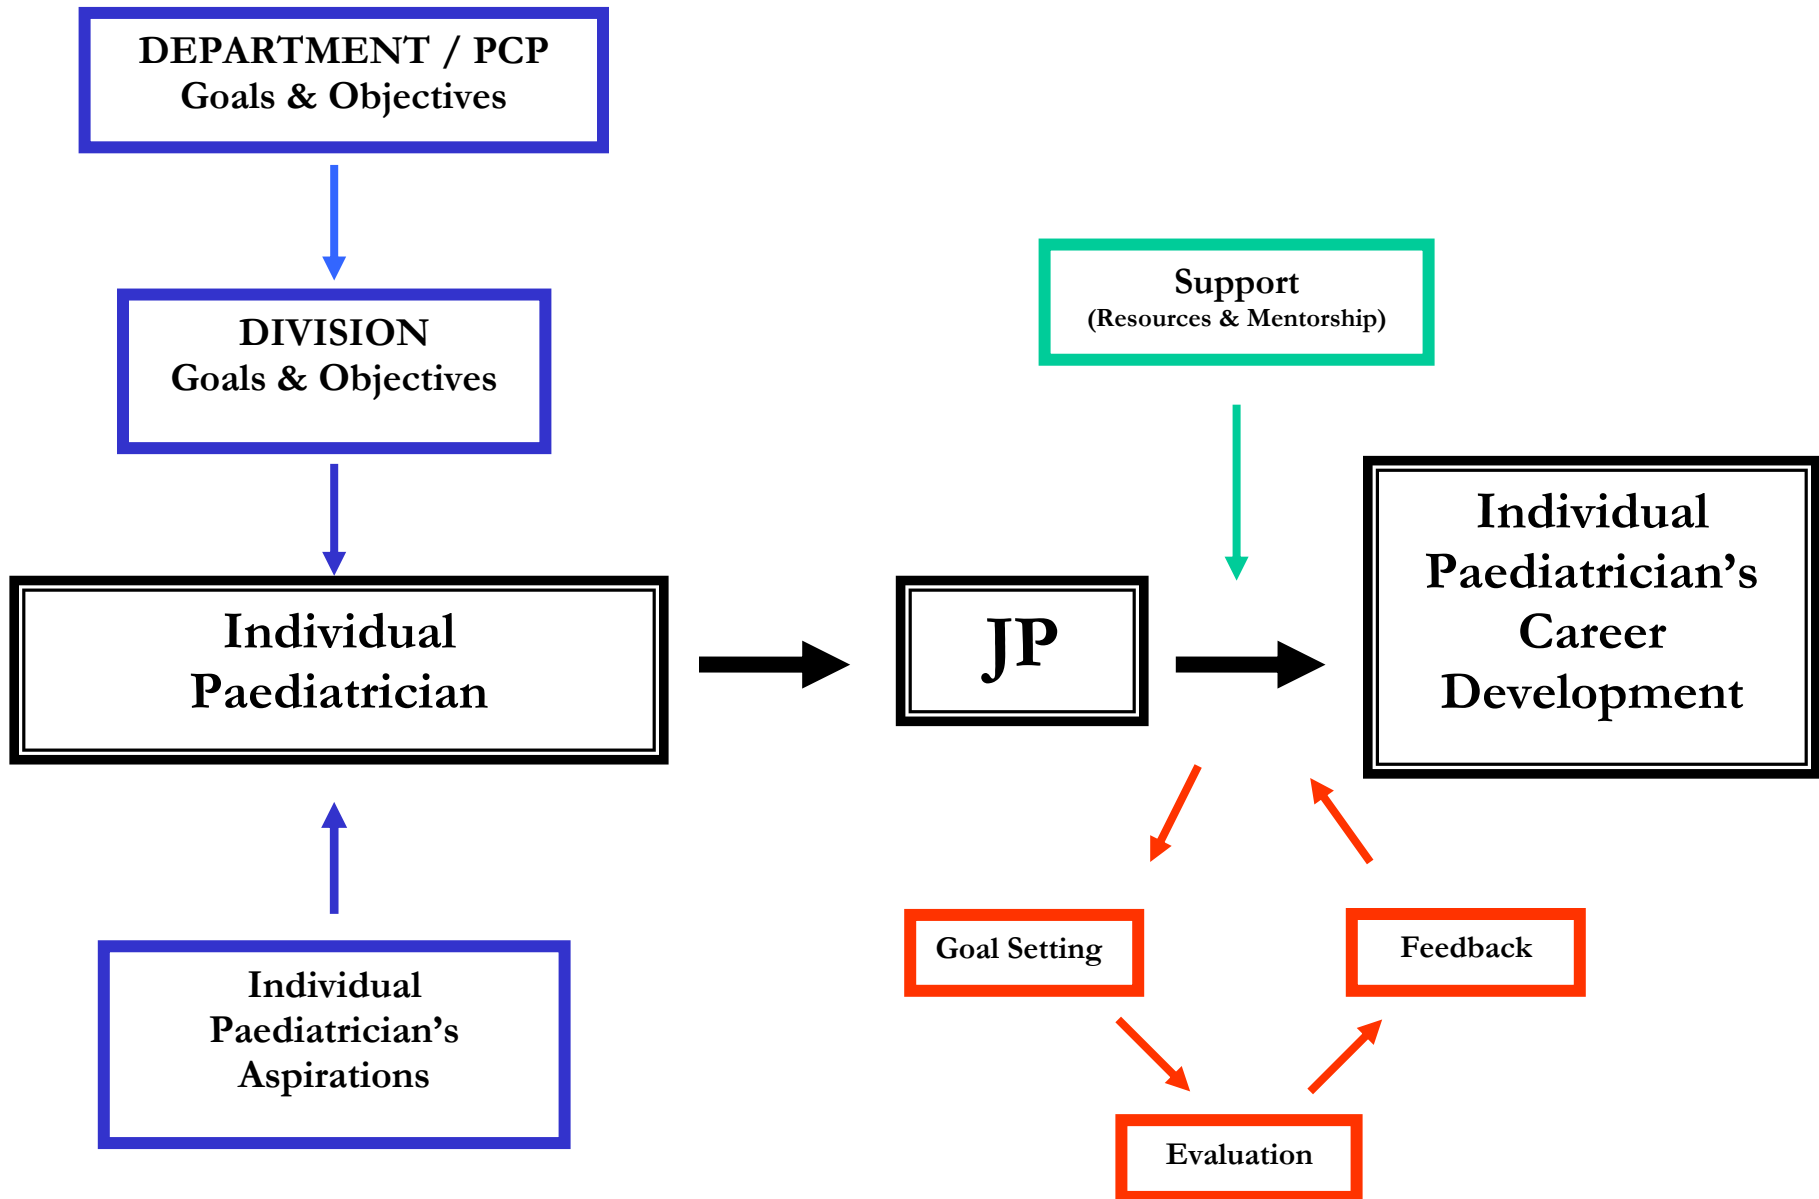 DEPARTMENT / PCP
Goals & Objectives
DIVISION
Goals & Objectives
Support
(Resources & Mentorship)
Individual
Paediatrician
JP
Individual
Paediatrician’s
Career
Development
Individual
Paediatrician’s
Aspirations
Goal Setting
Feedback
Evaluation